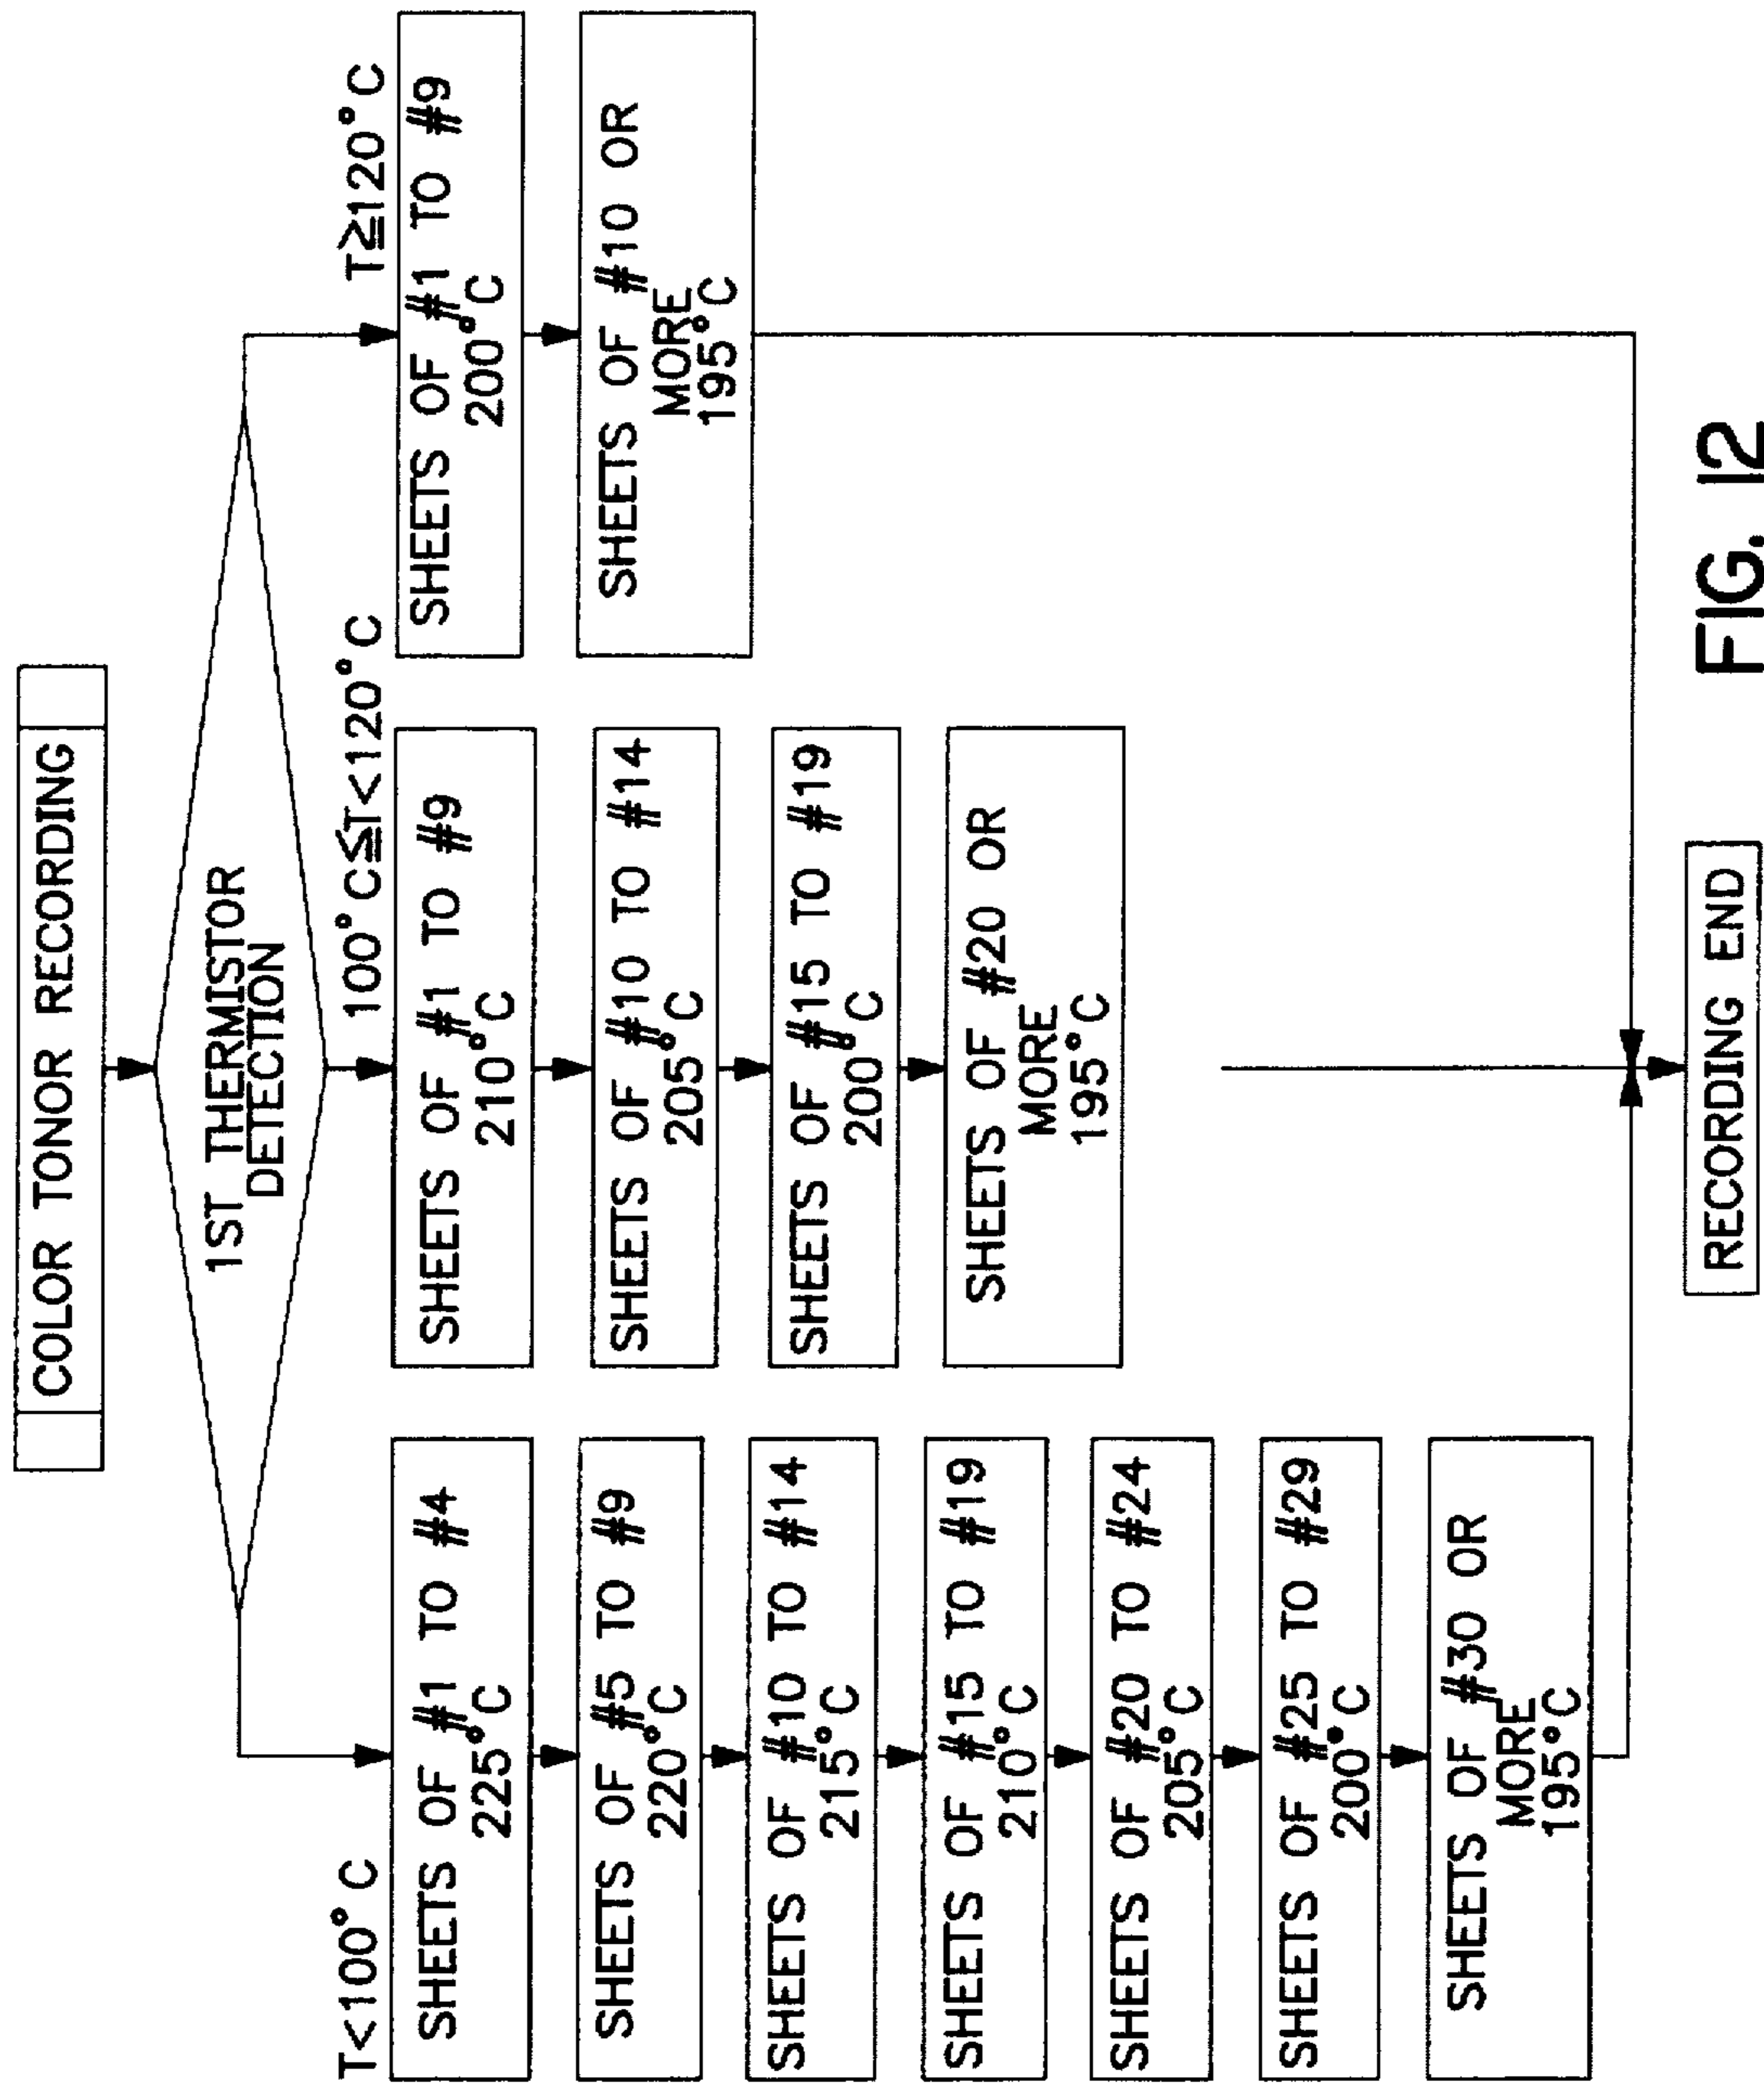 COLOR TONOR RECORDING
1ST THERMISTOR
DETECTION
T<100°C
SHEETS OF #1 TO #4
225°C
SHEETS OF #5 TO #9
220°C
SHEETS OF #10 TO #14
215°C
SHEETS OF #15 TO #19
210°C
SHEETS OF #20 TO #24
205°C
SHEETS OF #25 TO #29
200°C
SHEETS OF #30 OR
MORE
195°C
100°C≦T<120°C
SHEETS OF #1 TO #9
210°C
SHEETS OF #10 TO #14
205°C
SHEETS OF #15 TO #19
200°C
SHEETS OF #20 OR
MORE
195°C
T≧120°C
SHEETS OF #1 TO #9
200°C
SHEETS OF #10 OR
MORE
195°C
RECORDING END
FIG. 12